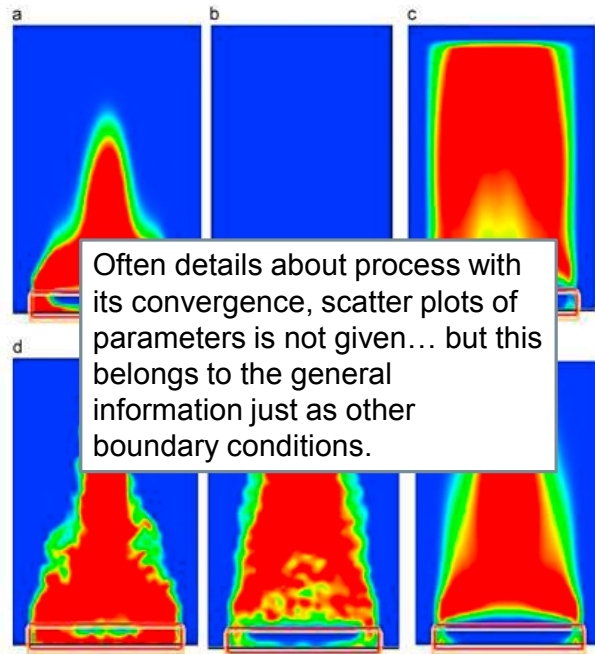 a
b
c
Often details about process with
its convergence, scatter plots of
parameters is not given… but this
belongs to the general
information just as other
boundary conditions.
d